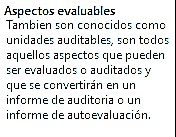 Aspectos evaluables
Tambien son conocidos como
unidades auditables, son todos
aquellos aspectos que pueden
ser evaluados o auditados y
que se convertirán en un
informe de auditoria o un
informe de autoevaluación.